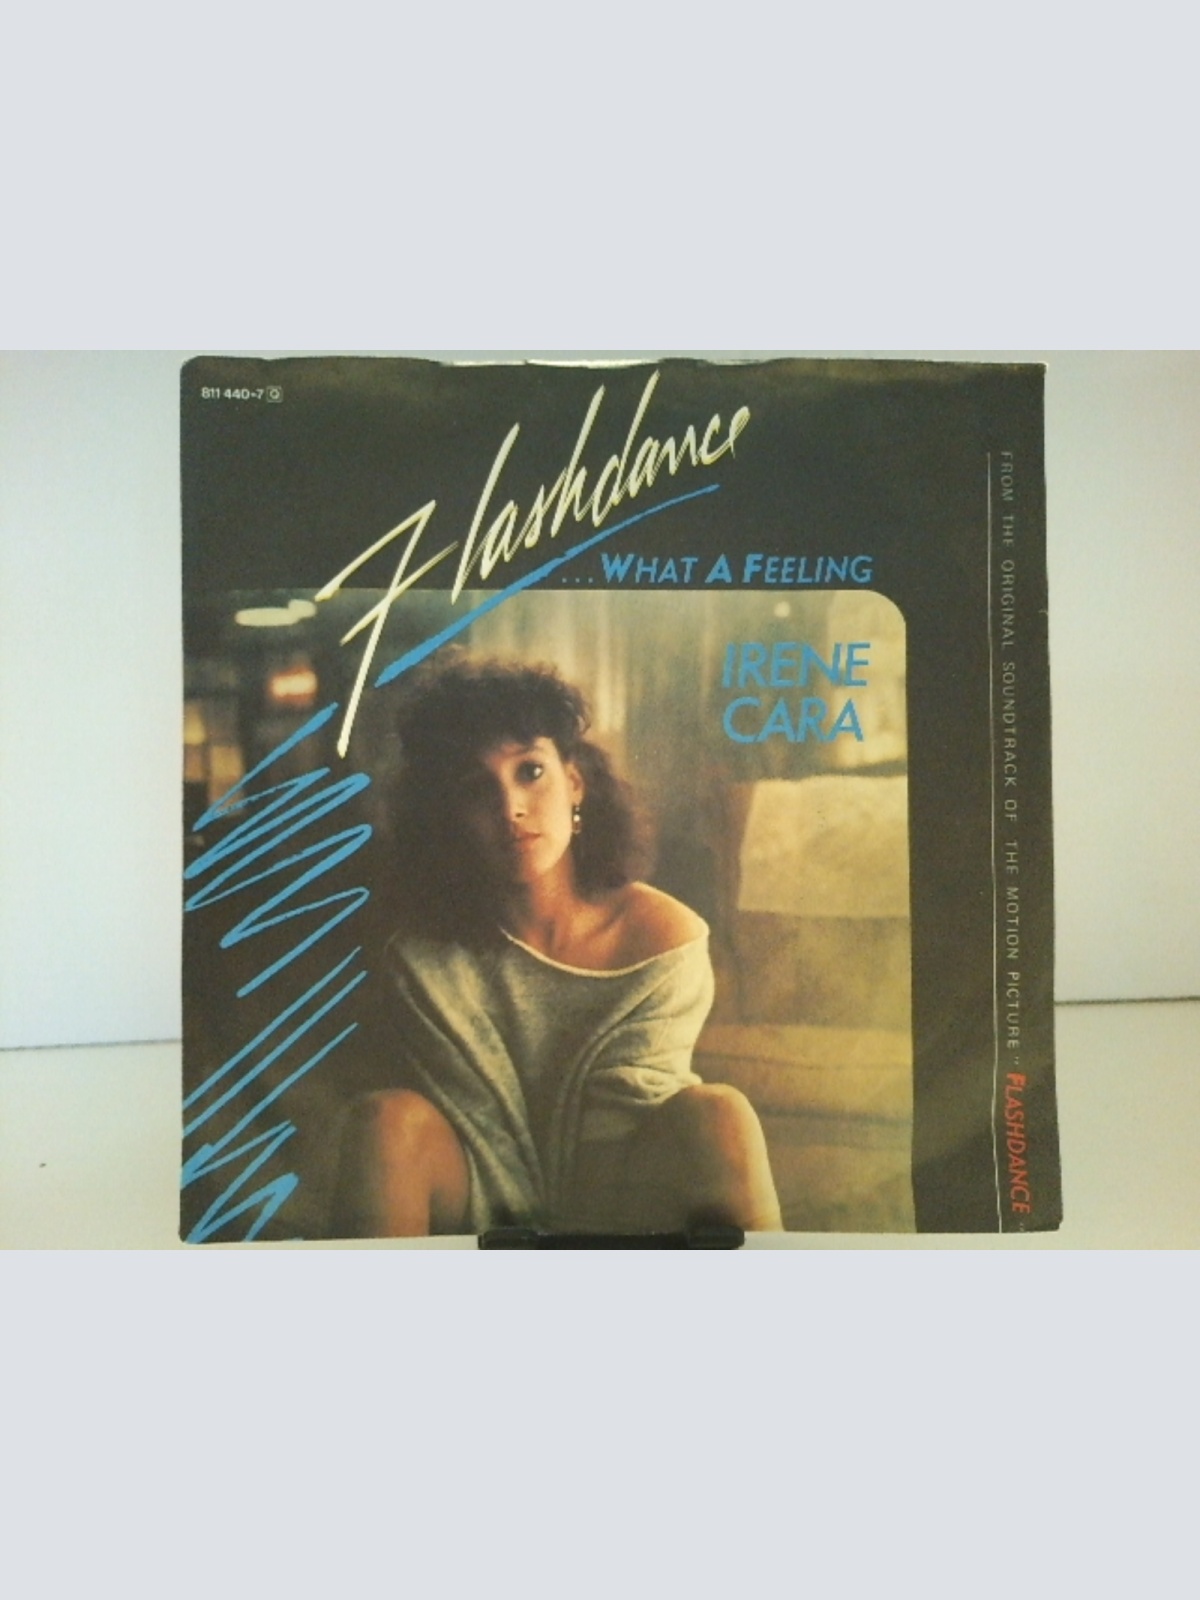 811 440-7 Q
Flashdance
...WHAT A FEELING
IRENE
CARA
FROM THE ORIGINAL SOUNDTRACK OF THE MOTION PICTURE "FLASHDANCE"